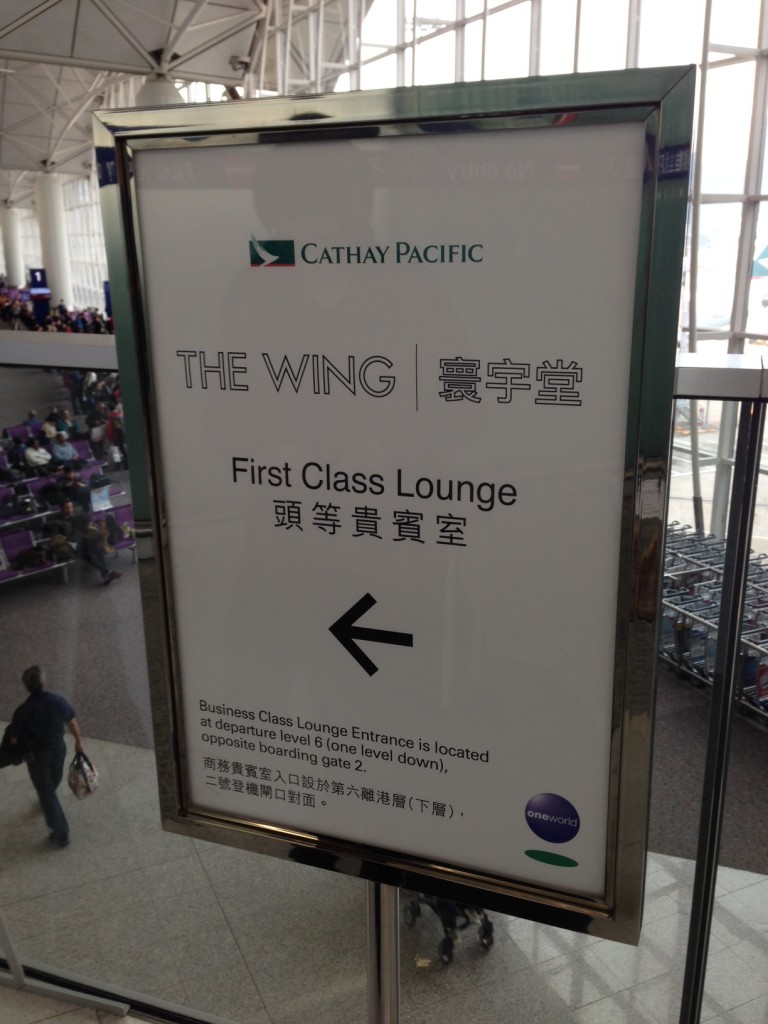 No entry
1
CATHAY PACIFIC
THE WING | 寰宇堂
First Class Lounge
頭等貴賓室
Business Class Lounge Entrance is located
at departure level 6 (one level down),
opposite boarding gate 2.
商務貴賓室入口設於第六離港層(下層),
二號登機閘口對面。
oneworld